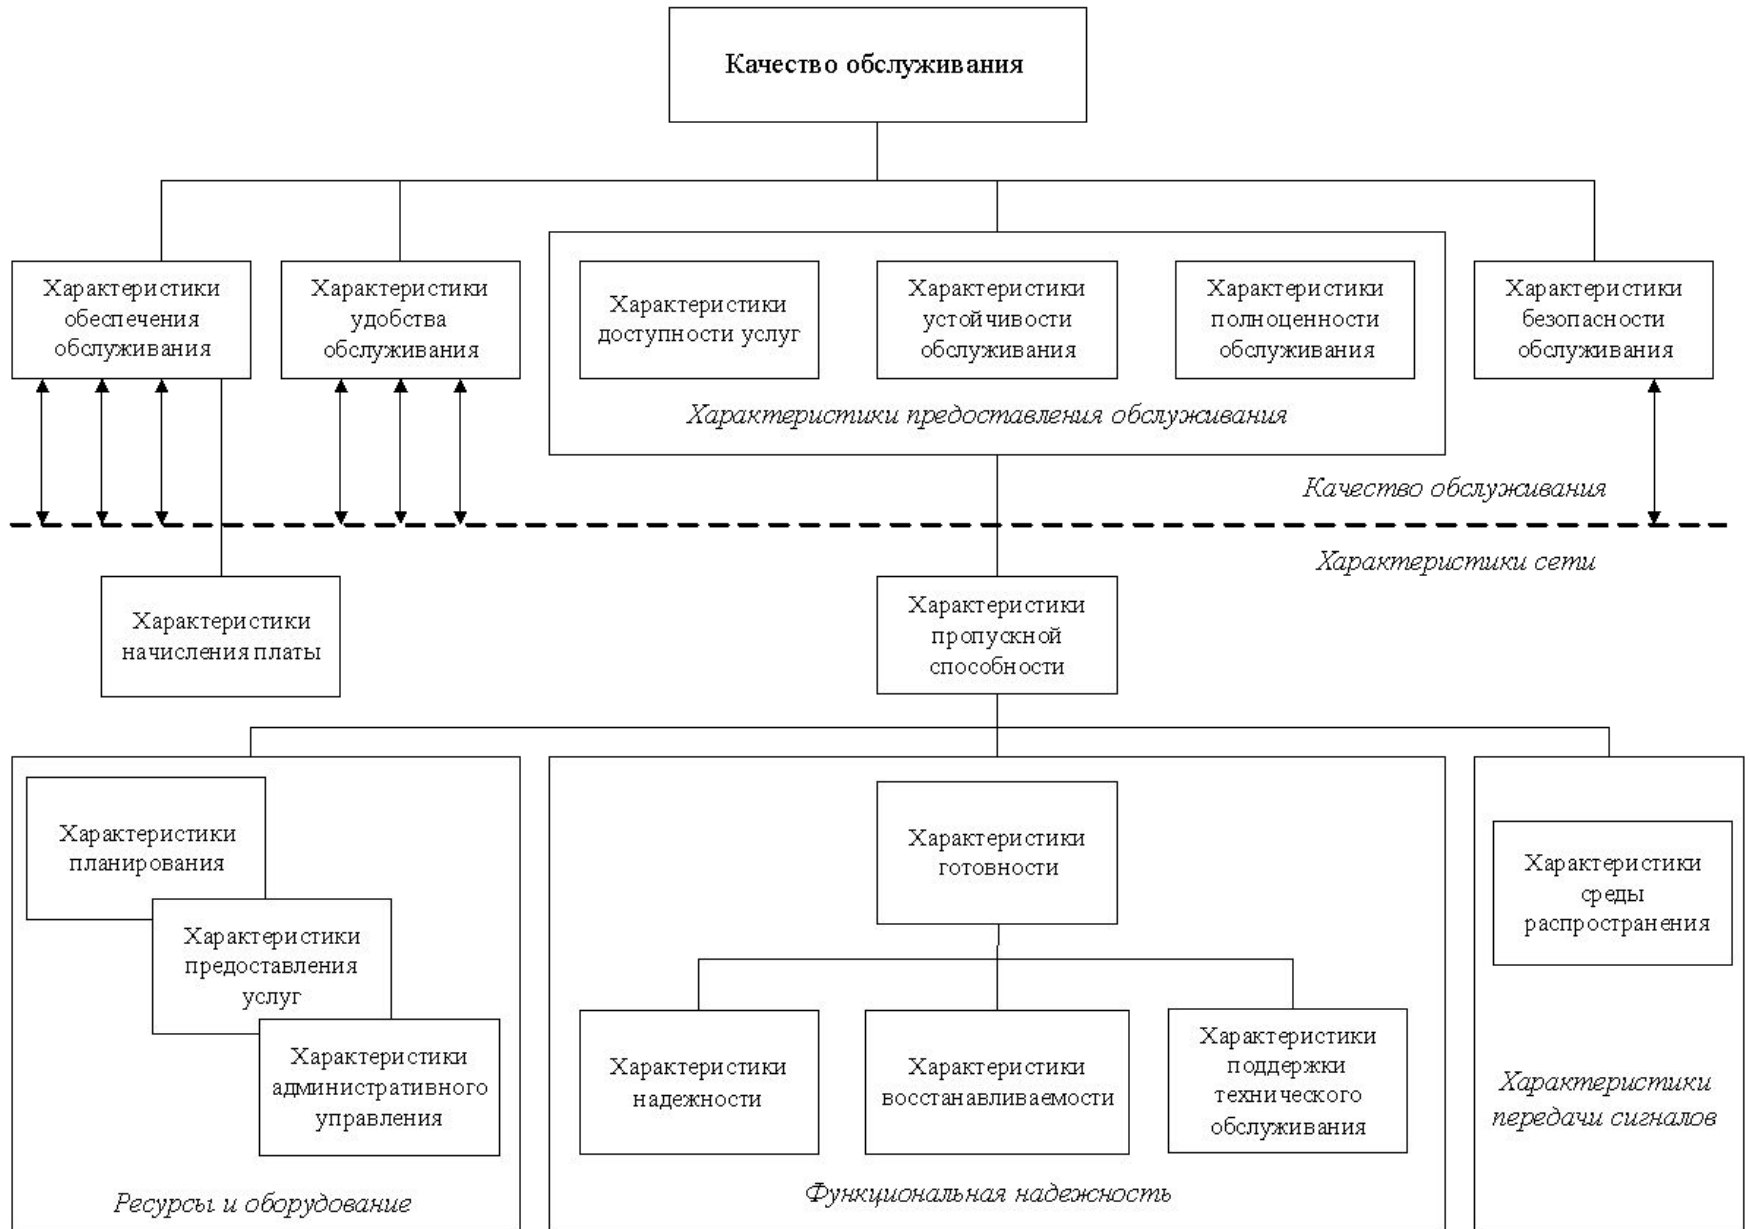 Качество обслуживания
Характеристики
обеспечения
обслуживания
Характеристики
удобства
обслуживания
Характеристики
доступности услуг
Характеристики
устойчивости
обслуживания
Характеристики
полноценности
обслуживания
Характеристики
безопасности
обслуживания
Характеристики предоставления обслуживания
Качество обслуживания
Характеристики сети
Характеристики
начисления платы
Характеристики
пропускной
способности
Характеристики
планирования
Характеристики
предоставления
услуг
Характеристики
административного
управления
Ресурсы и оборудование
Характеристики
готовности
Характеристики
надежности
Характеристики
восстанавливаемости
Характеристики
поддержки
технического
обслуживания
Функциональная надежность
Характеристики
среды
распространения
Характеристики
передачи сигналов